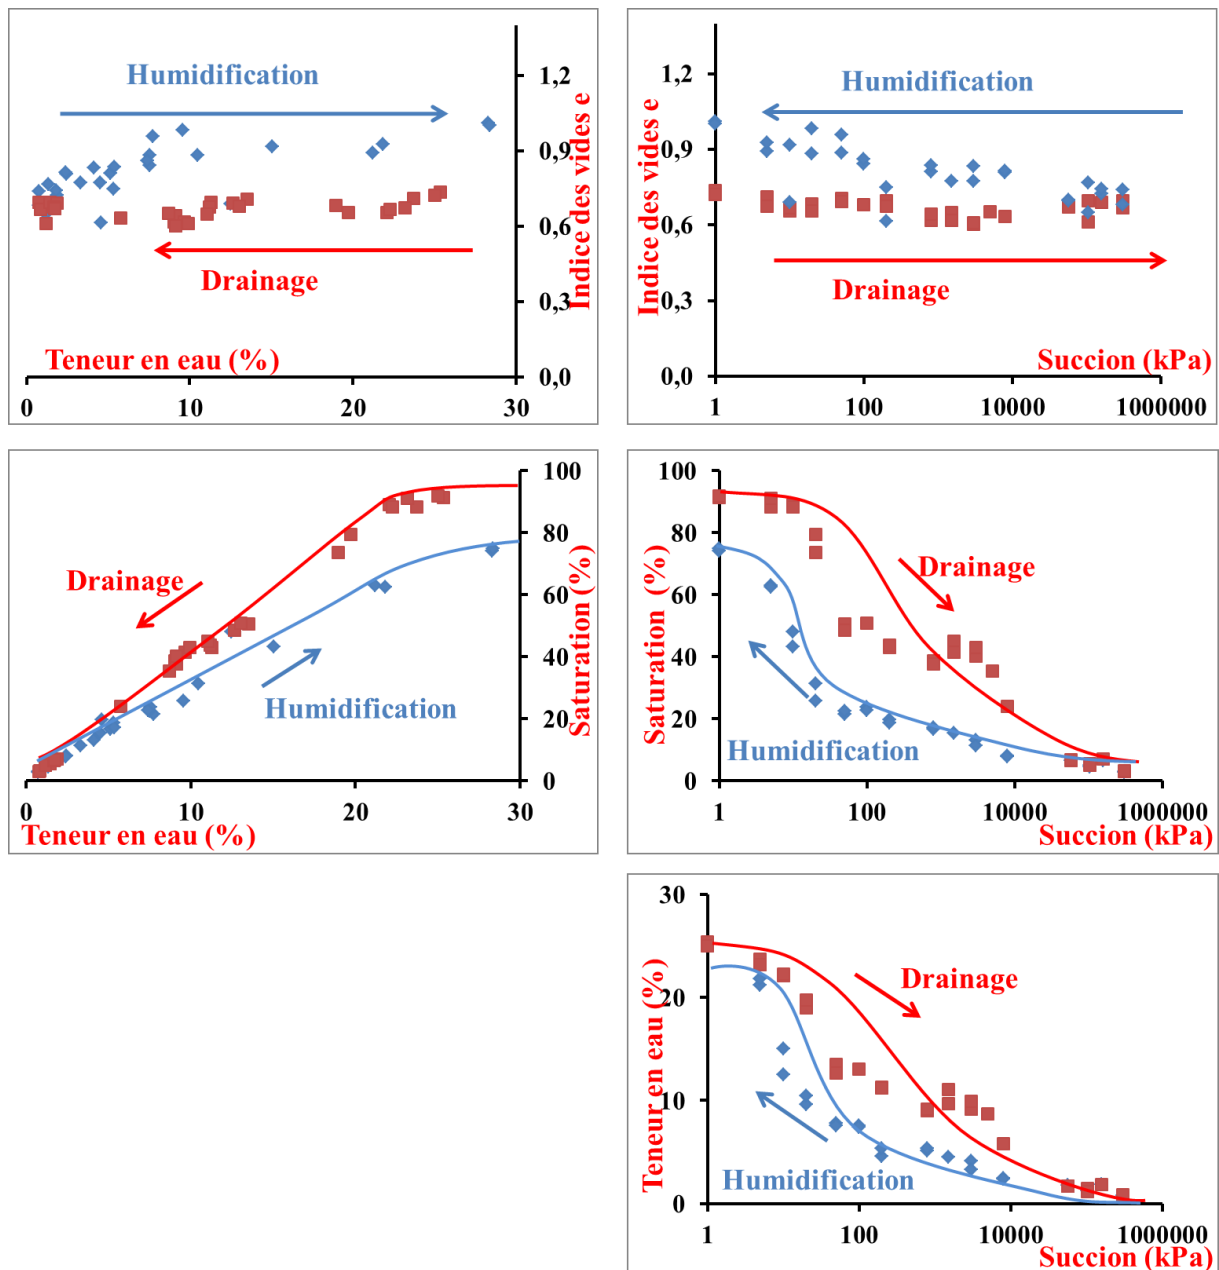 Humidification
Drainage
Indice des vides e
1,2
0,9
0,6
0,3
0,0
Teneur en eau (%)
0
10
20
30
Indice des vides e
1,2
0,9
0,6
0,3
0,0
Humidification
Drainage
Succion (kPa)
1
100
10000
1000000
Drainage
Humidification
Saturation (%)
100
80
60
40
20
0
0
10
20
30
Teneur en eau (%)
Saturation (%)
100
80
60
40
20
0
Drainage
Humidification
1
100
10000
1000000
Succion (kPa)
Teneur en eau (%)
30
20
10
0
Drainage
Humidification
1
100
10000
1000000
Succion (kPa)